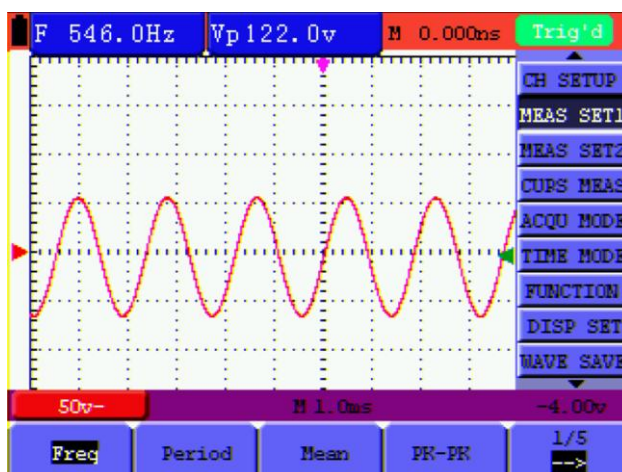 F 546.0Hz Vp122.0v M 0.000ns Trig'd
CH SETUP
MEAS SET1
MEAS SET2
CURS MEAS
ACQU MODE
TIME MODE
FUNCTION
DISP SET
WAVE SAVE
50v~ M 1.0ms -4.00v
Freq Period Mean PK-PK 1/5
-->